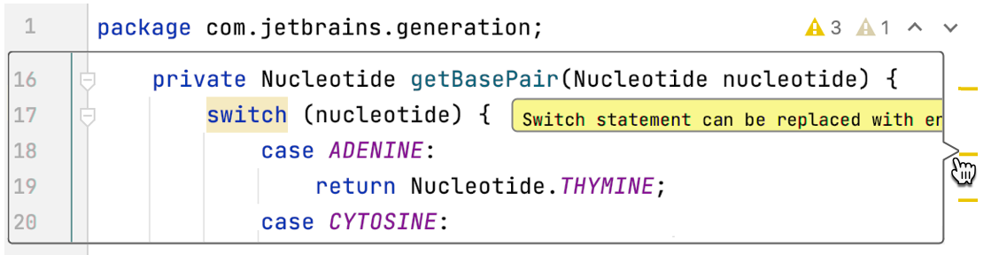 1 package com.jetbrains.generation; 3 1
16 private Nucleotide getBasePair(Nucleotide nucleotide) {
17 switch (nucleotide) { Switch statement can be replaced with en
18 case ADENINE:
19 return Nucleotide.THYMINE;
20 case CYTOSINE: